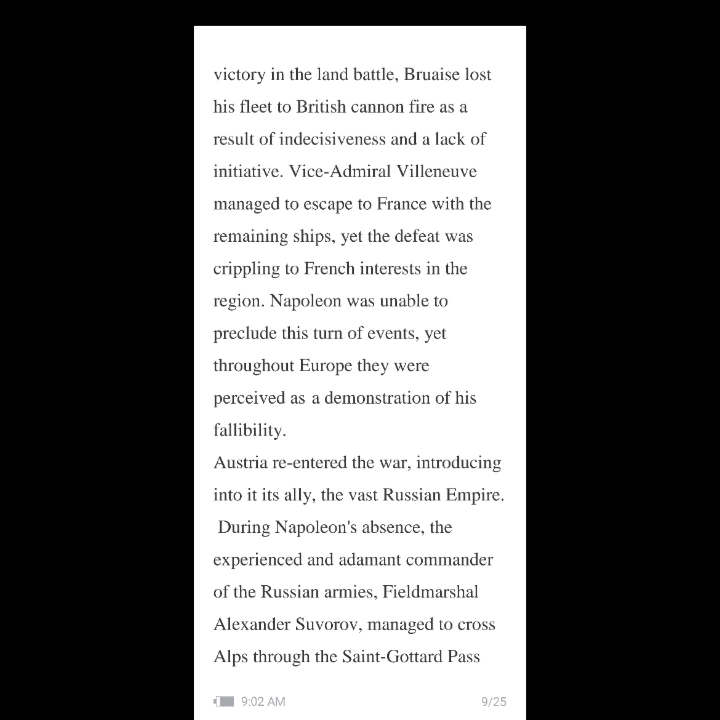 victory in the land battle, Bruaise lost
his fleet to British cannon fire as a
result of indecisiveness and a lack of
initiative. Vice-Admiral Villeneuve
managed to escape to France with the
remaining ships, yet the defeat was
crippling to French interests in the
region. Napoleon was unable to
preclude this turn of events, yet
throughout Europe they were
perceived as a demonstration of his
fallibility.
Austria re-entered the war, introducing
into it its ally, the vast Russian Empire.
During Napoleon's absence, the
experienced and adamant commander
of the Russian armies, Fieldmarshal
Alexander Suvorov, managed to cross
Alps through the Saint-Gottard Pass
9:02 AM 9/25